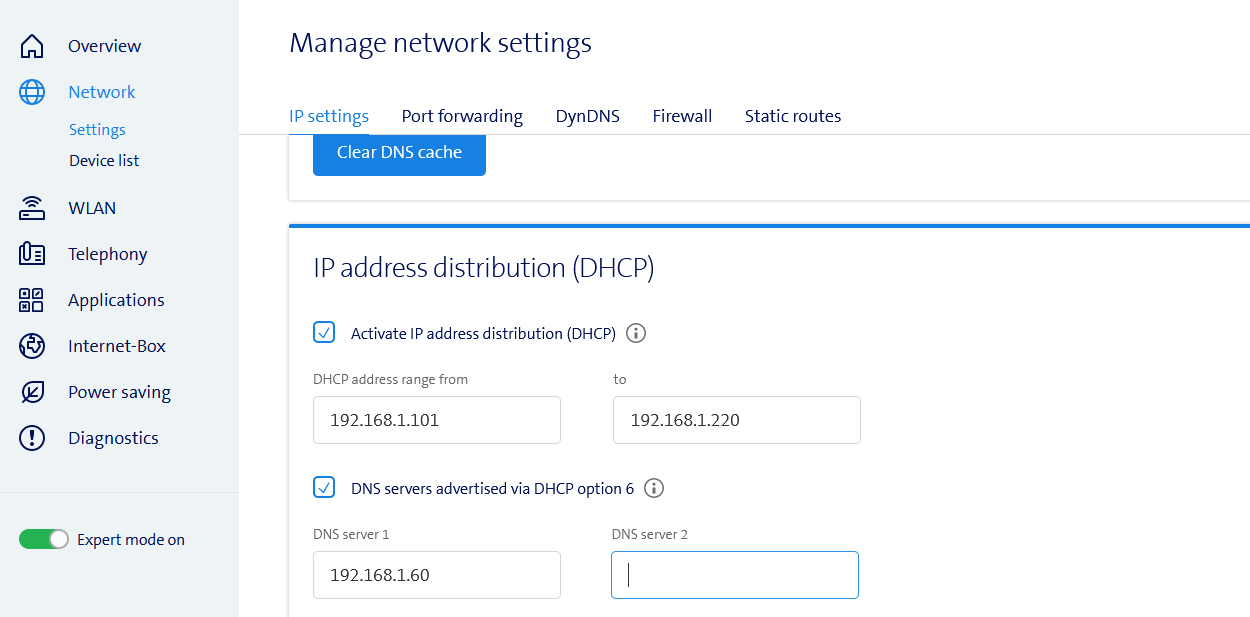 Overview
Network
Settings
Device list
WLAN
Telephony
Applications
Internet-Box
Power saving
Diagnostics
Expert mode on
Manage network settings
IP settings Port forwarding DynDNS Firewall Static routes
Clear DNS cache
IP address distribution (DHCP)
Activate IP address distribution (DHCP)
DHCP address range from to
192.168.1.101 192.168.1.220
DNS servers advertised via DHCP option 6
DNS server 1 DNS server 2
192.168.1.60